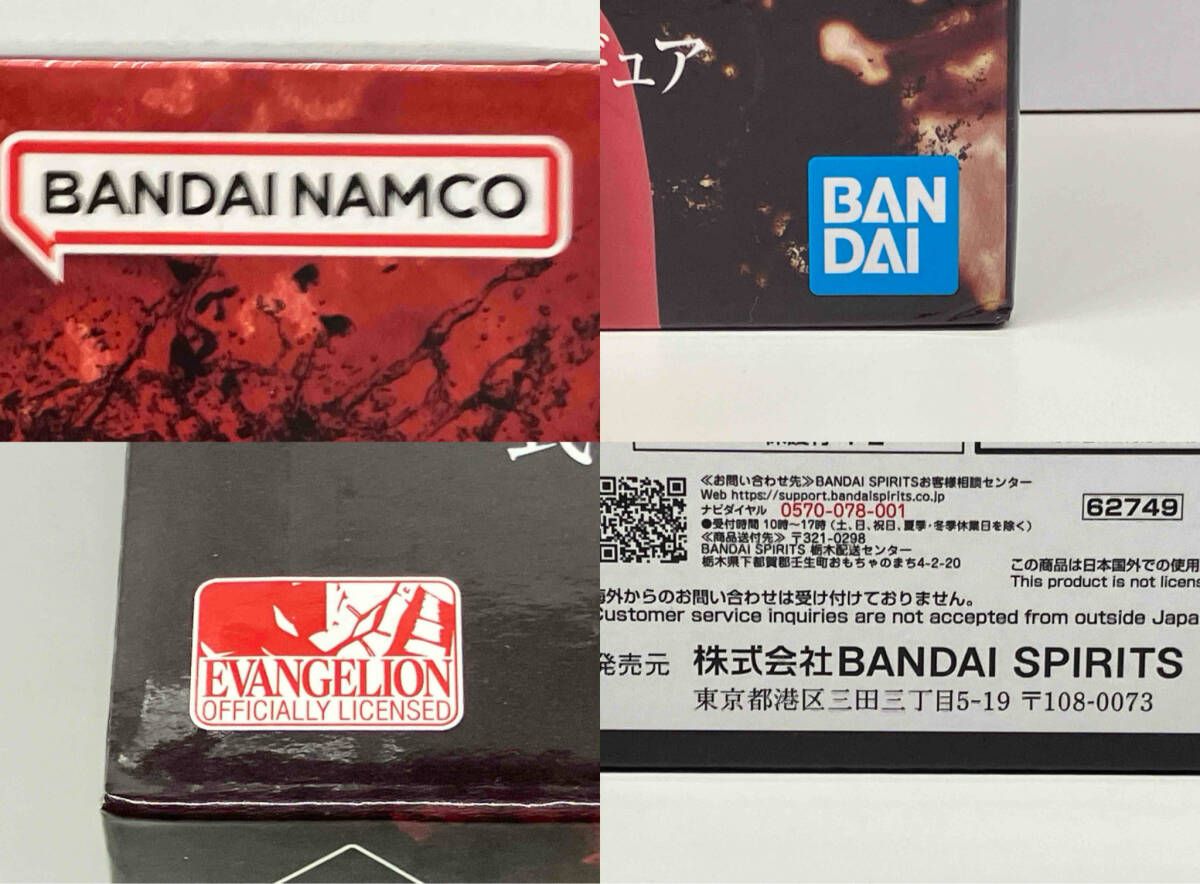 BANDAI NAMCO
ギュア
BAN
DAI
式
EVANGELION
OFFICIALLY LICENSED
≪お問い合わせ先≫BANDAI SPIRITSお客様相談センター
Web https://support.bandaispirits.co.jp
ナビダイヤル 0570-078-001
●受付時間 10時〜17時（土、日、祝日、夏季・冬季休業日を除く）
≪商品送付先≫ 〒321-0298
BANDAI SPIRITS 栃木配送センター
栃木県下都賀郡壬生町おもちゃのまち4-2-20
62749
この商品は日本国外での使用
This product is not licens
海外からのお問い合わせは受け付けておりません。
Customer service inquiries are not accepted from outside Japa
発売元 株式会社BANDAI SPIRITS
東京都港区三田三丁目5-19 〒108-0073